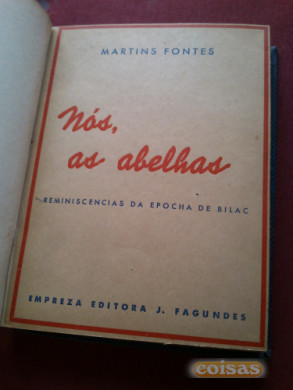 MARTINS FONTES
Nós,
as abelhas
REMINISCENCIAS DA EPOCHA DE BILAC
EMPREZA EDITORA J. FAGUNDES
coisas